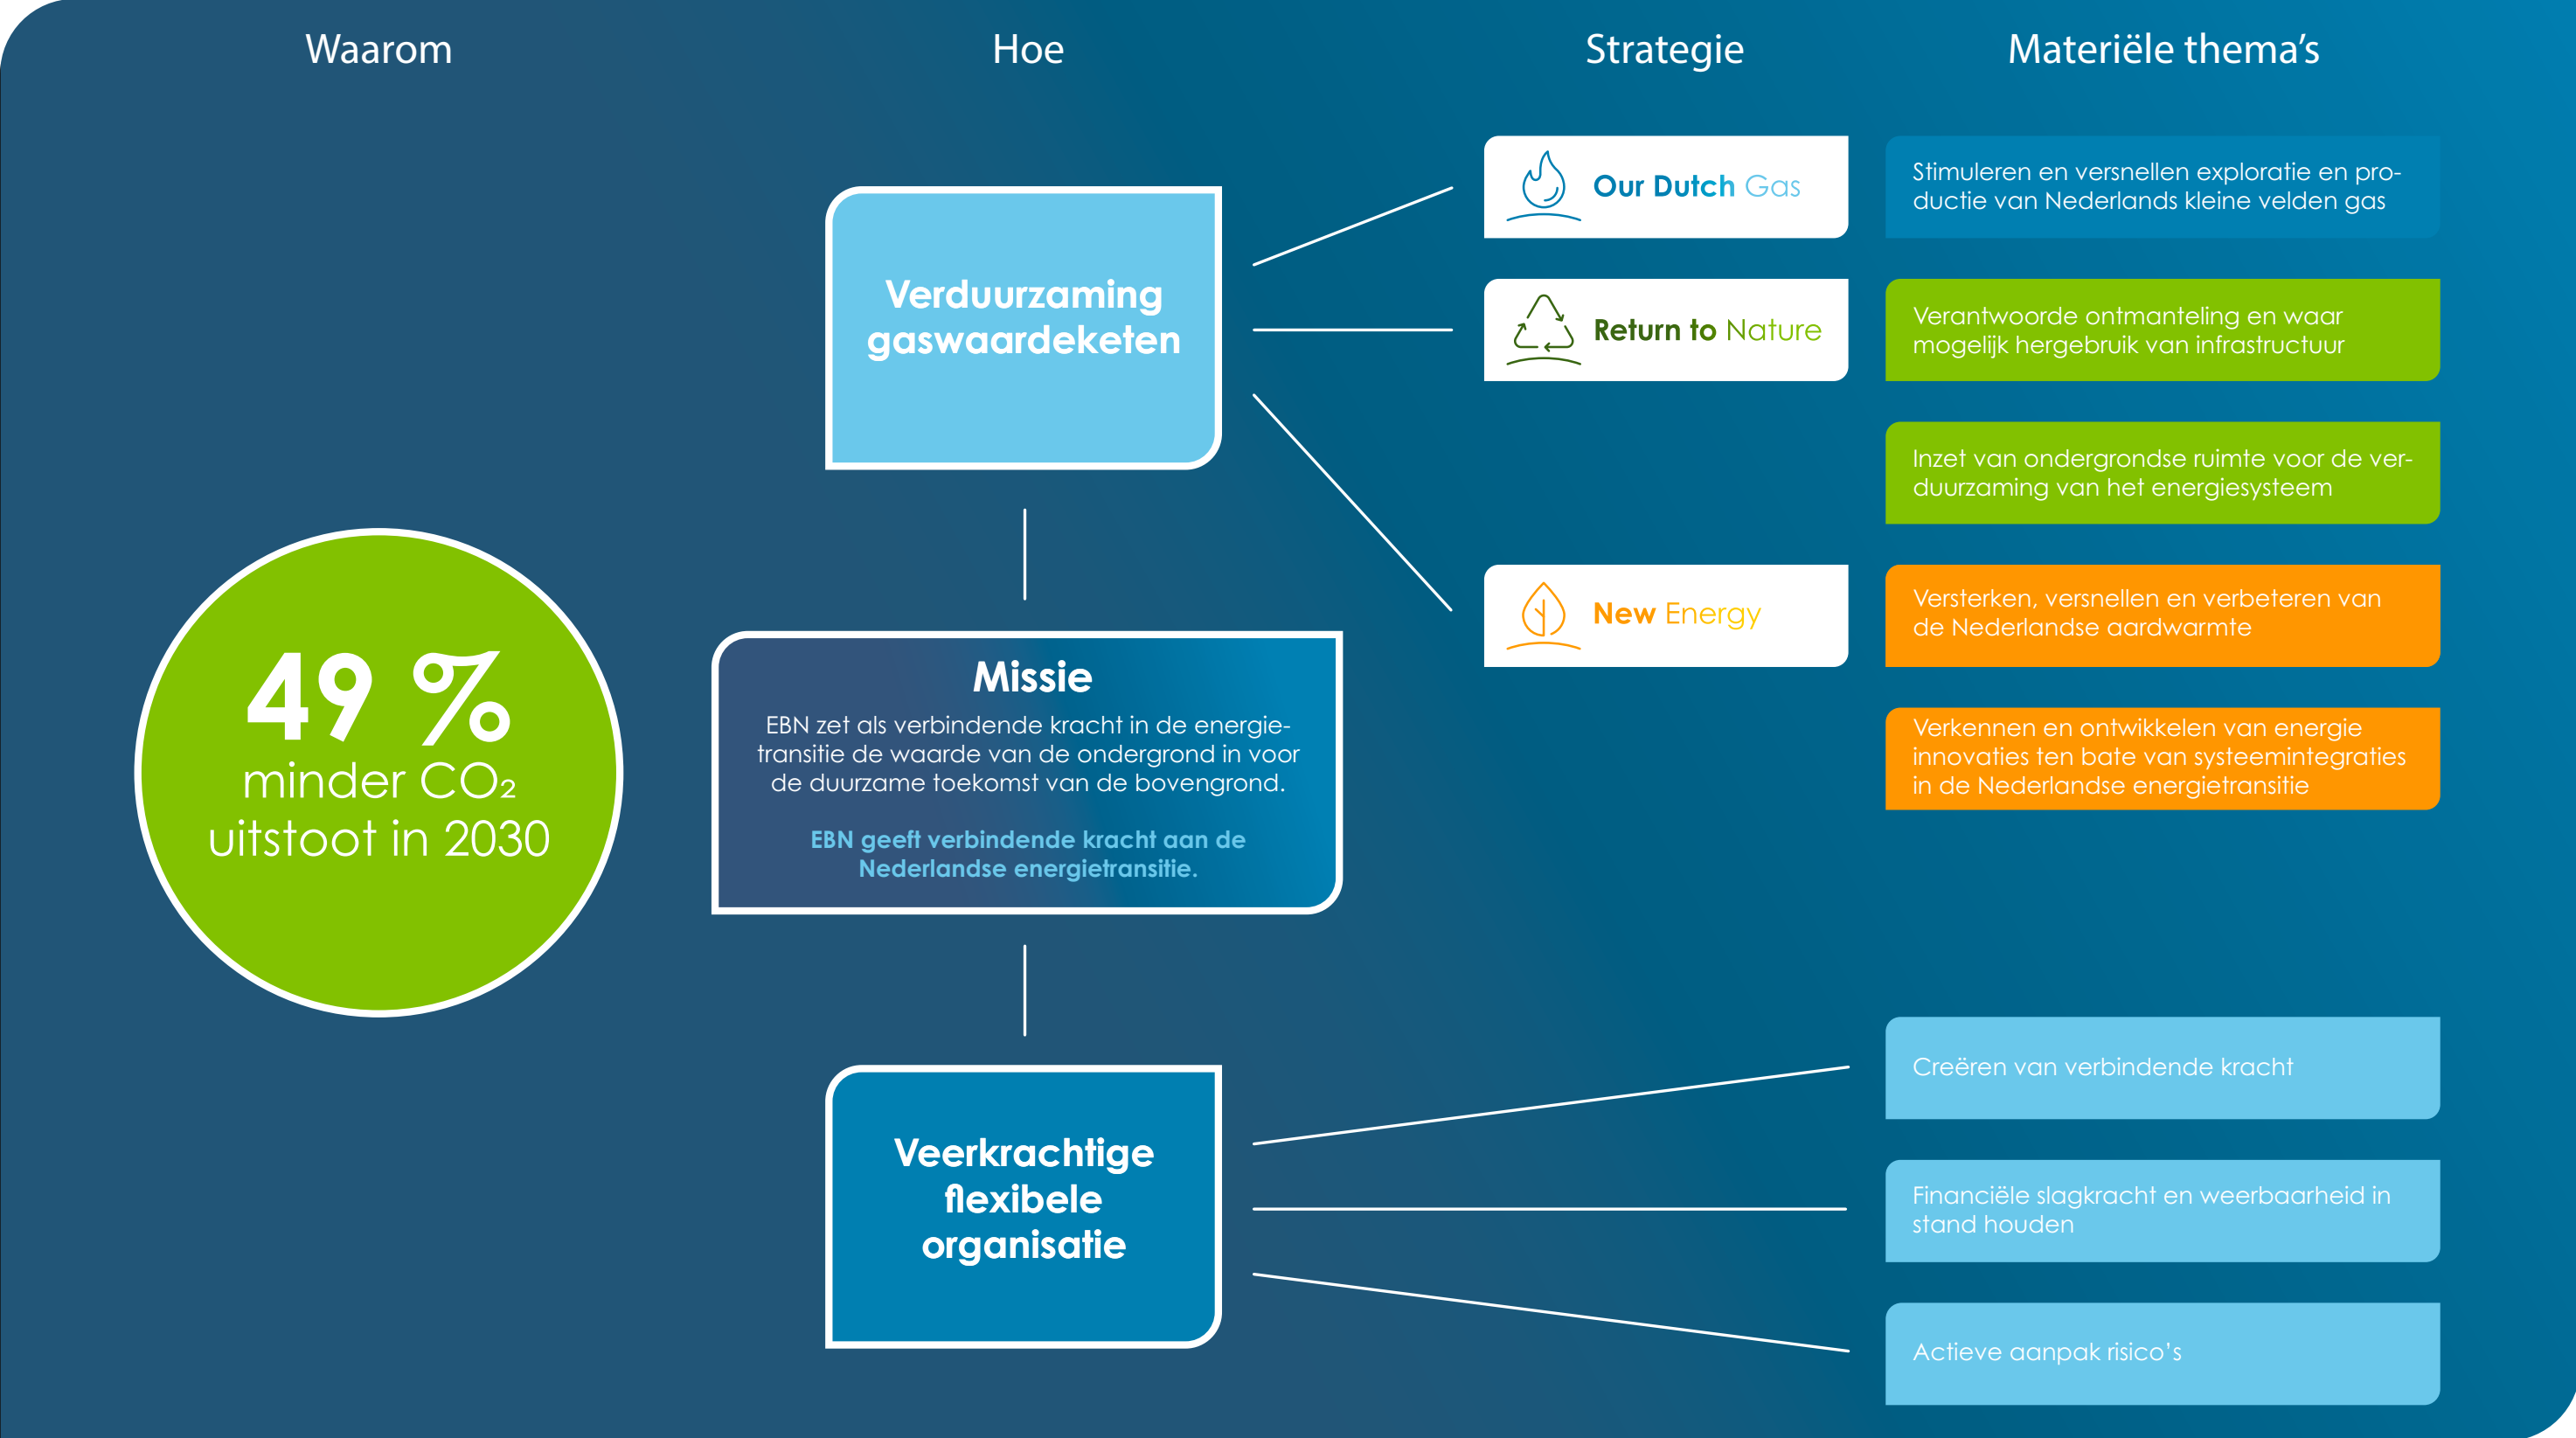 Waarom
Hoe
Strategie
Materiële thema's
Verduurzaming
gaswaardeketen
Our Dutch Gas
Stimuleren en versnellen exploratie en pro-
ductie van Nederlands kleine velden gas
Return to Nature
Verantwoorde ontmanteling en waar
mogelijk hergebruik van infrastructuur
Inzet van ondergrondse ruimte voor de ver-
duurzaming van het energiesysteem
New Energy
Versterken, versnellen en verbeteren van
de Nederlandse aardwarmte
Verkennen en ontwikkelen van energie
innovaties ten bate van systeemintegraties
in de Nederlandse energietransitie
49 %
minder CO₂
uitstoot in 2030
Missie
EBN zet als verbindende kracht in de energie-
transitie de waarde van de ondergrond in voor
de duurzame toekomst van de bovengrond.
EBN geeft verbindende kracht aan de
Nederlandse energietransitie.
Veerkrachtige
flexibele
organisatie
Creëren van verbindende kracht
Financiële slagkracht en weerbaarheid in
stand houden
Actieve aanpak risico's